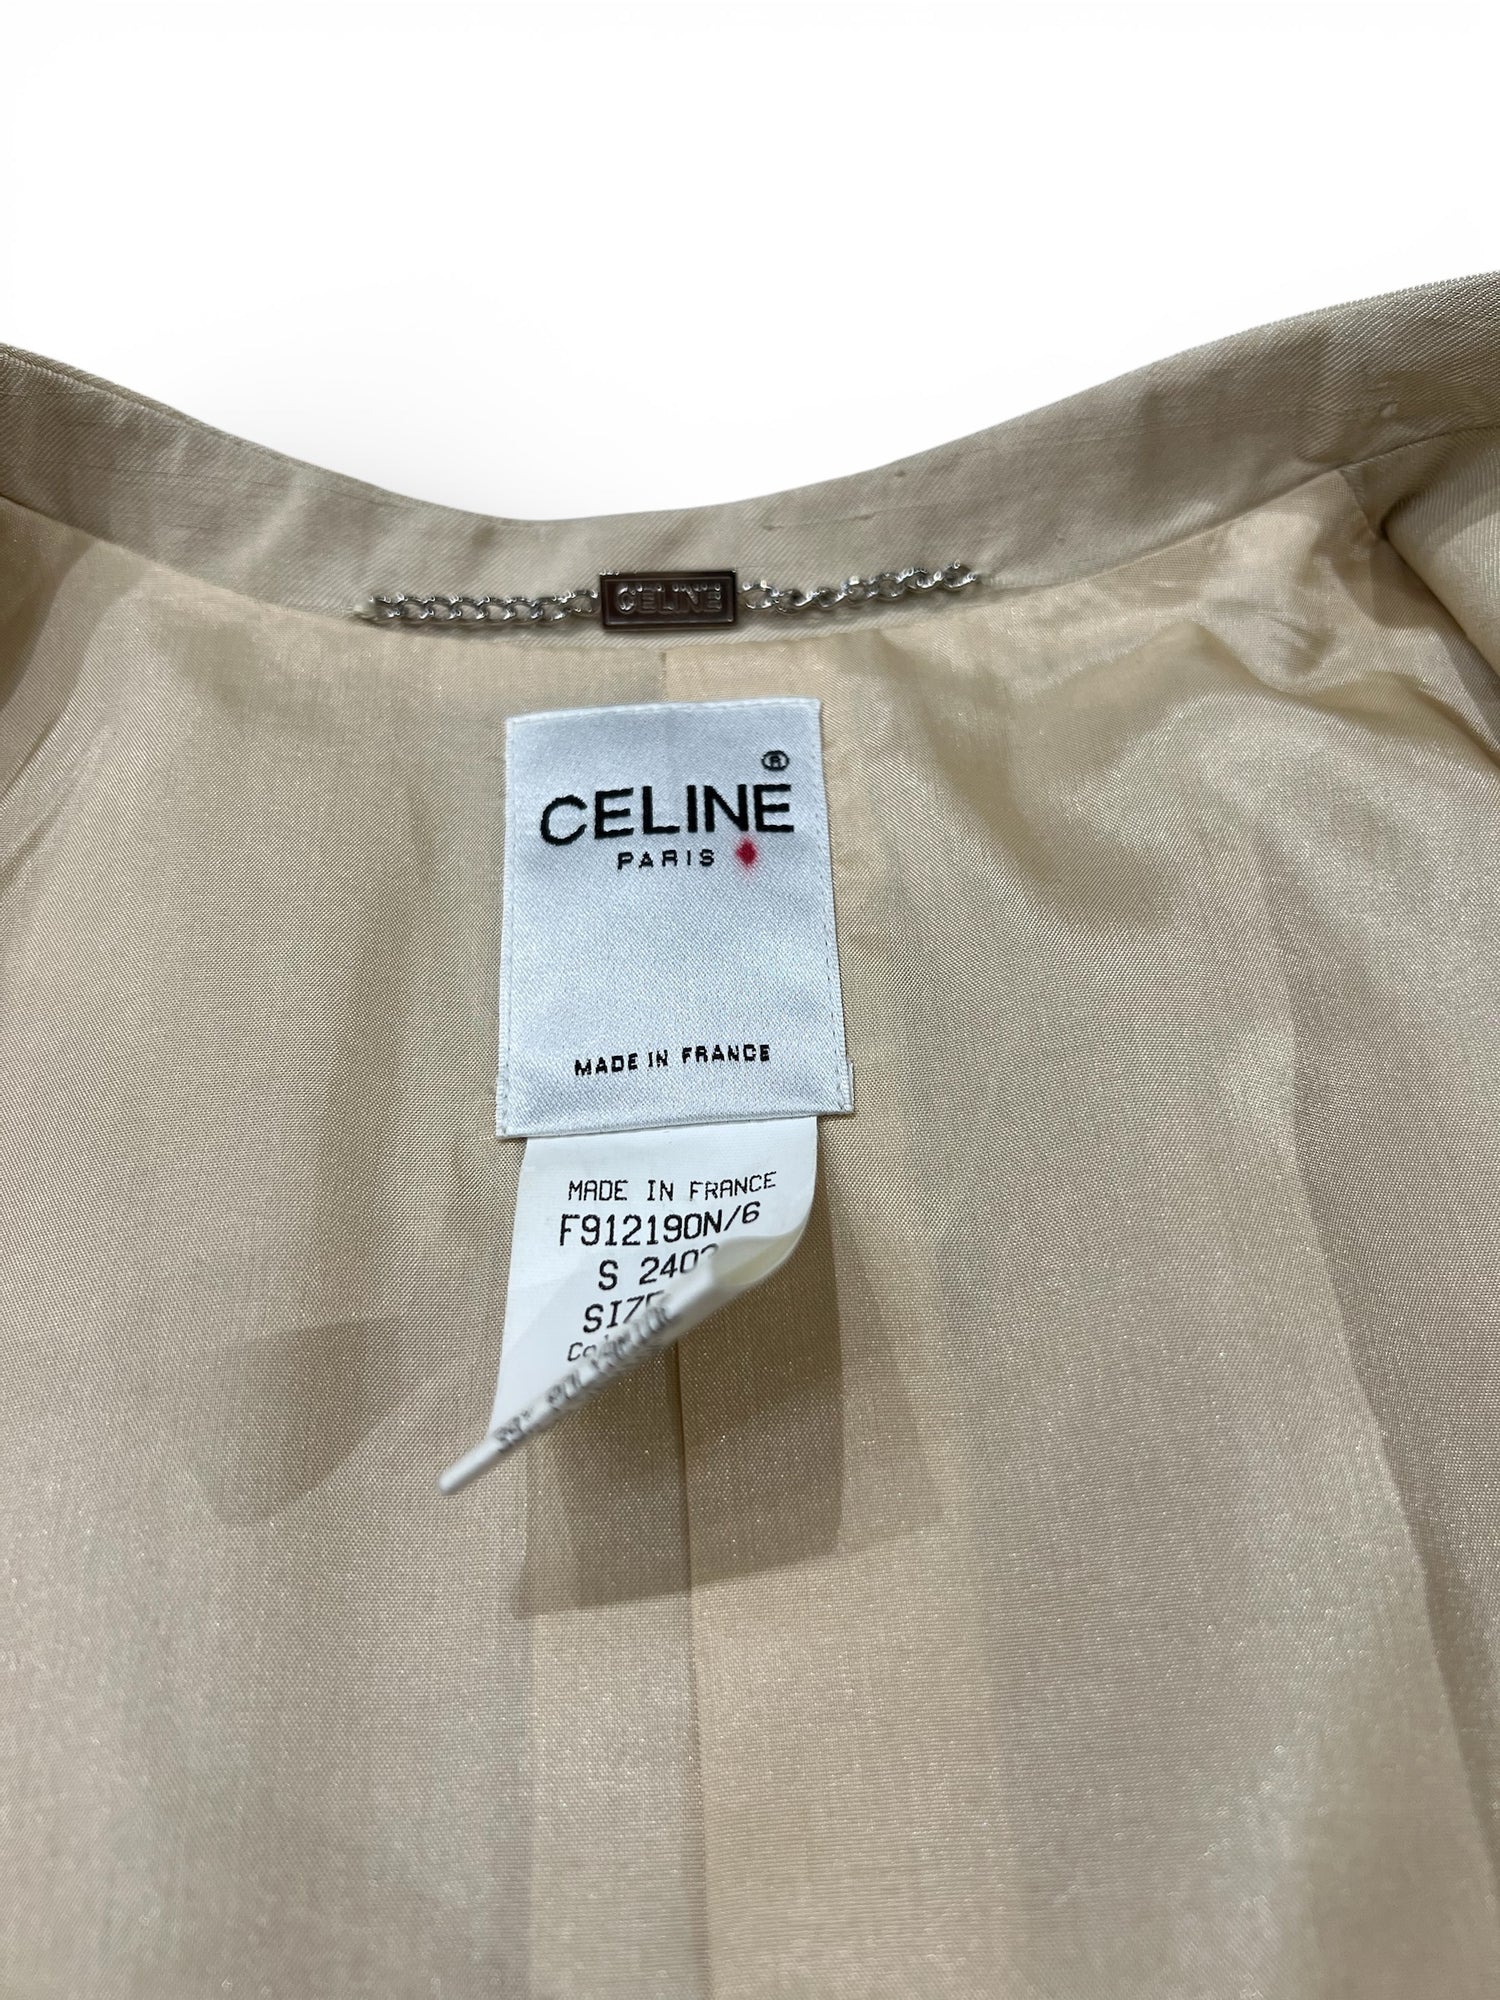 CELINE
®
CELINE
PARIS
MADE IN FRANCE
MADE IN FRANCE
F912190N/6
S